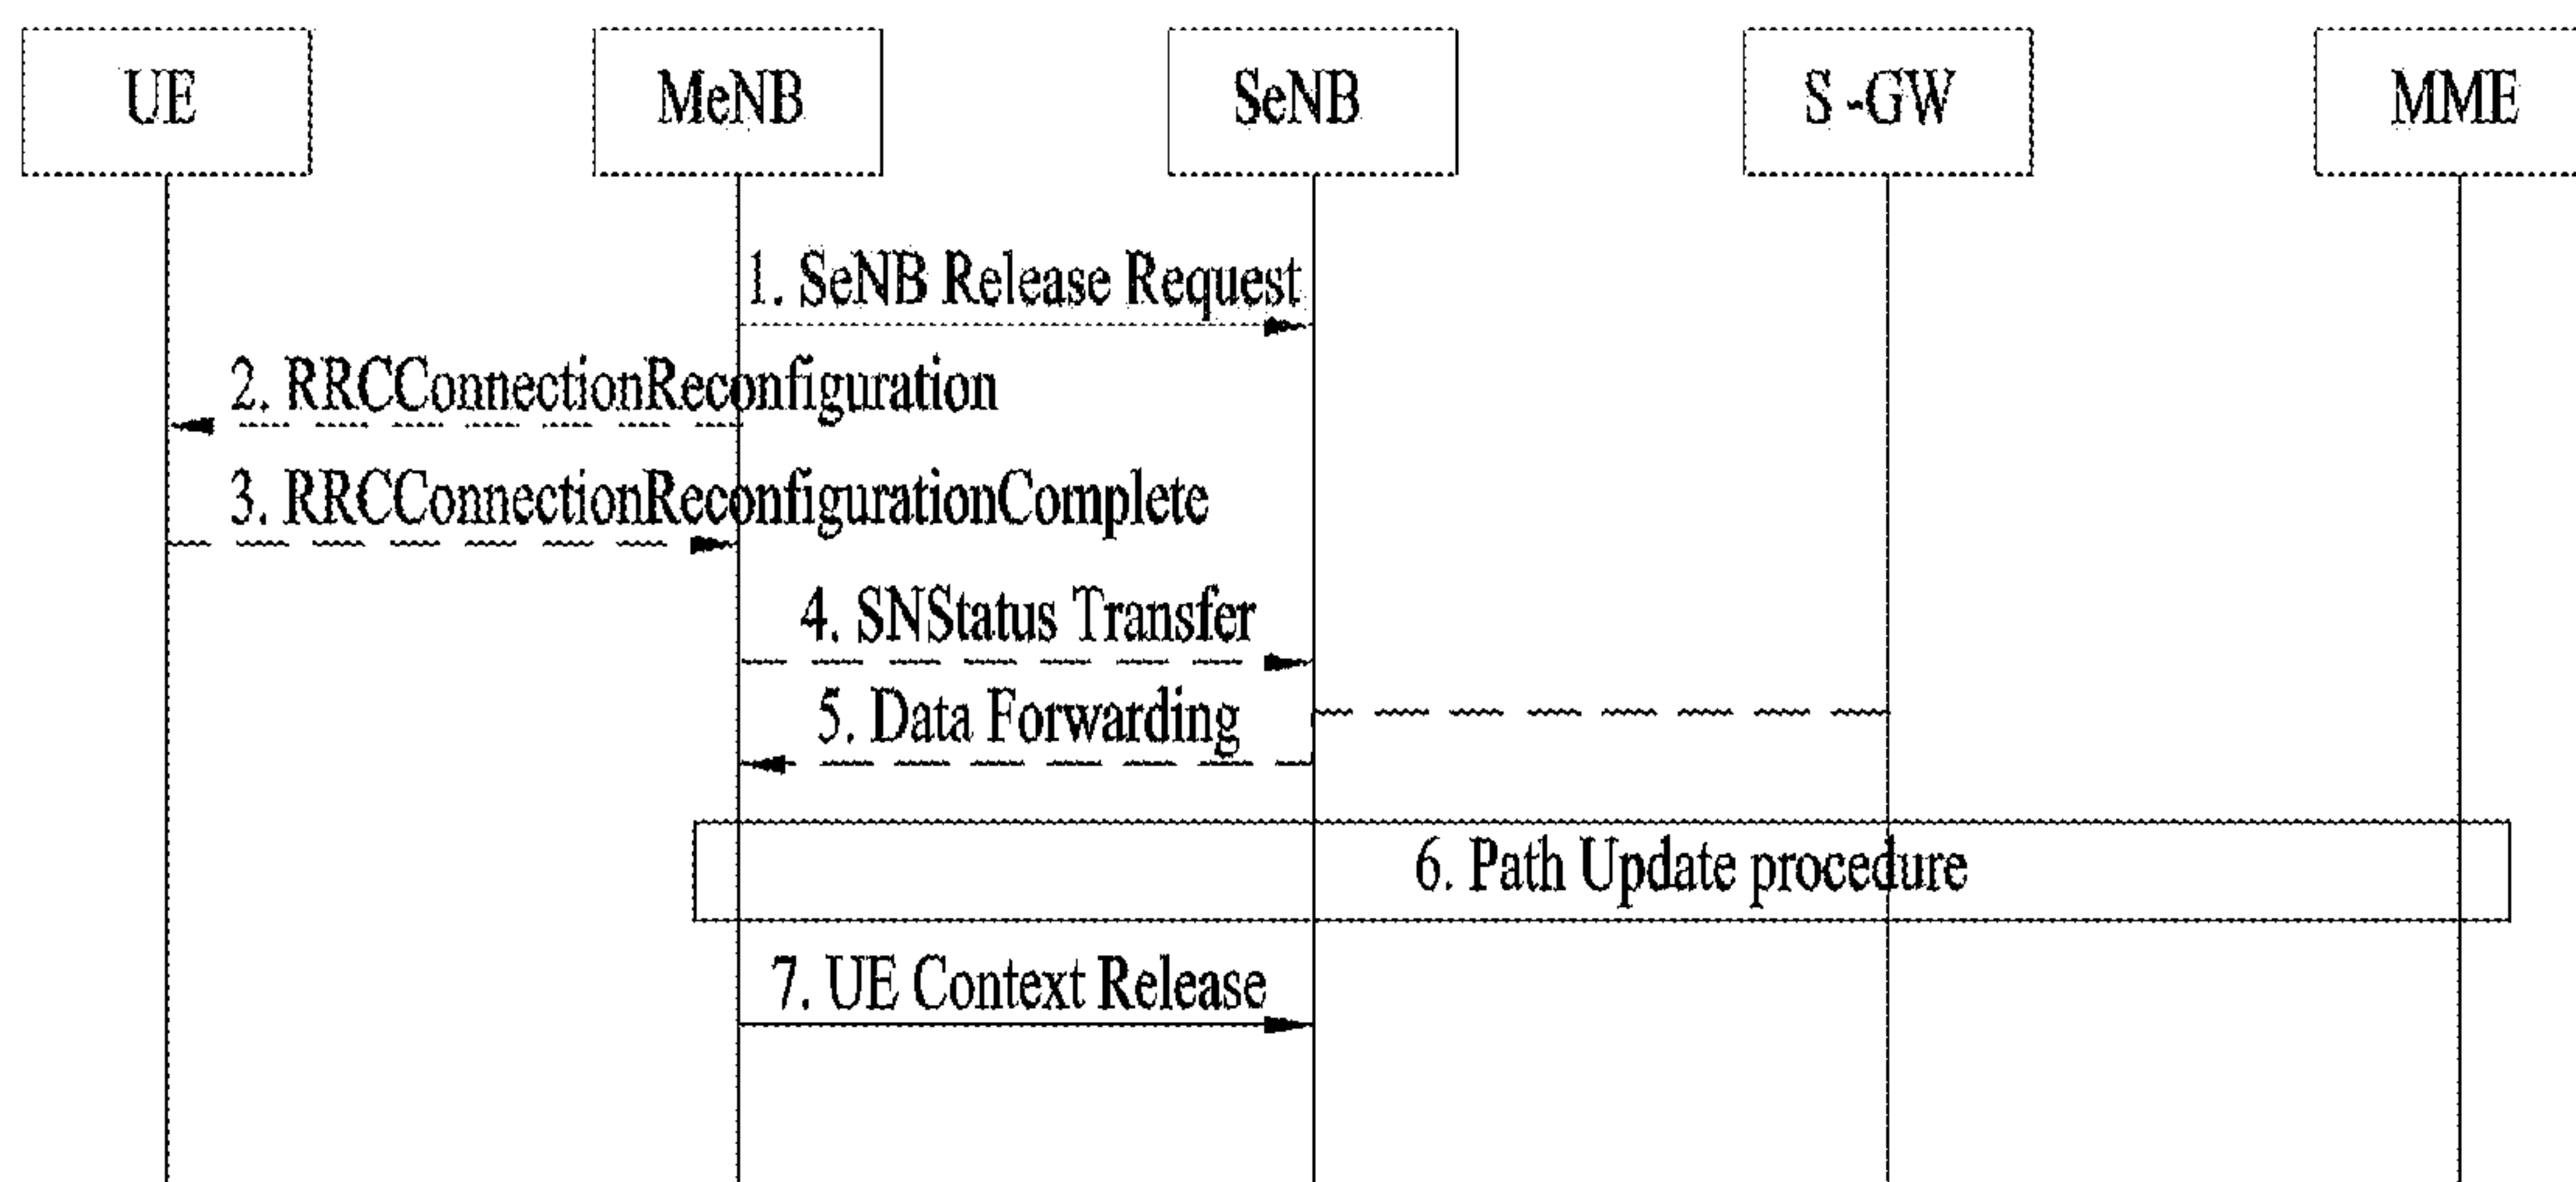 UE
MeNB
SeNB
S -GW
MME
1. SeNB Release Request
2. RRCConnectionReconfiguration
3. RRCConnectionReconfigurationComplete
4. SNStatus Transfer
5. Data Forwarding
6. Path Update procedure
7. UE Context Release